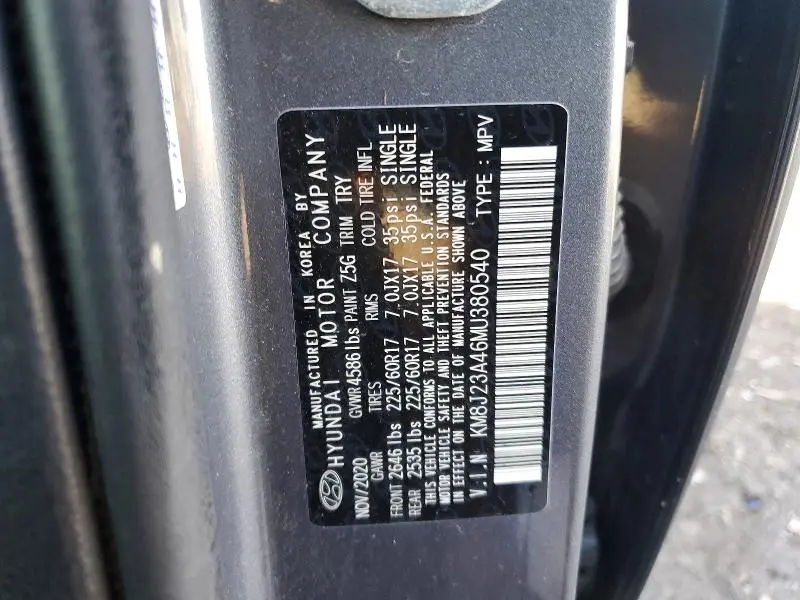 MANUFACTURED IN KOREA BY
HYUNDAI MOTOR COMPANY
NOV/2020 GVWR 4586 lbs PAINT Z5G TRIM TRY
GAWR TIRES RIMS COLD TIRE INFL
FRONT 2646 lbs 225/60R17 7.0JX17 35psi SINGLE
REAR 2535 lbs 225/60R17 7.0JX17 35psi SINGLE
THIS VEHICLE CONFORMS TO ALL APPLICABLE U.S.A. FEDERAL
MOTOR VEHICLE SAFETY AND THEFT PREVENTION STANDARDS
IN EFFECT ON THE DATE OF MANUFACTURE SHOWN ABOVE
V.I.N KM8J23A46MU380540 TYPE : MPV